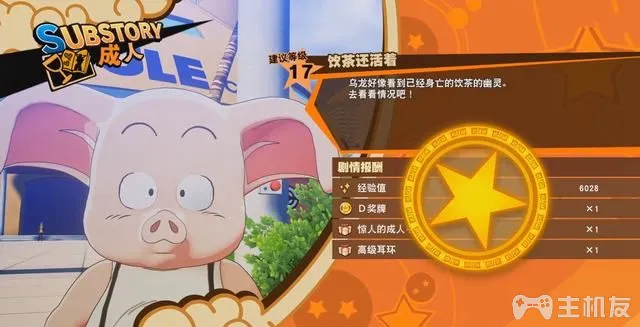 SUBSTORY
成人
OLE
建议等级
17
饮茶还活着
乌龙好像看到已经身亡的饮茶的幽灵。
去看看情况吧！
剧情报酬
经验值 6028
D奖牌 ×1
惊人的成人 ×1
高级耳环 ×1
主机友